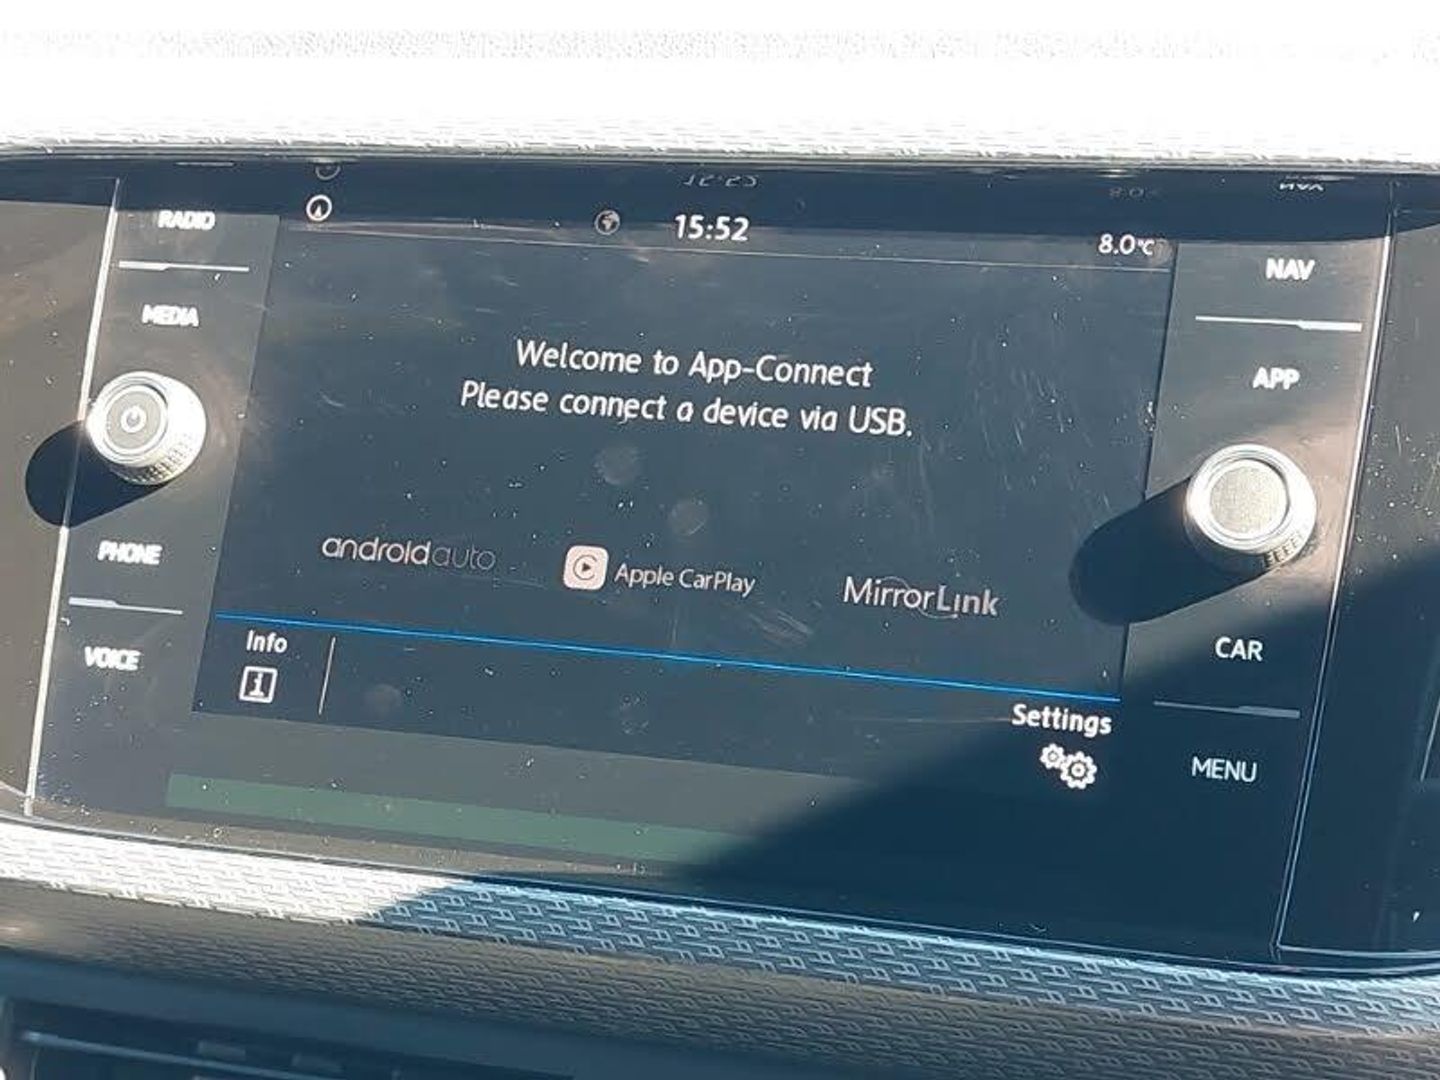 RADIO
MEDIA
PHONE
VOICE
15:52
8.0°C
Welcome to App-Connect
Please connect a device via USB.
androidauto
Apple CarPlay
MirrorLink
Info
i
Settings
NAV
APP
CAR
MENU